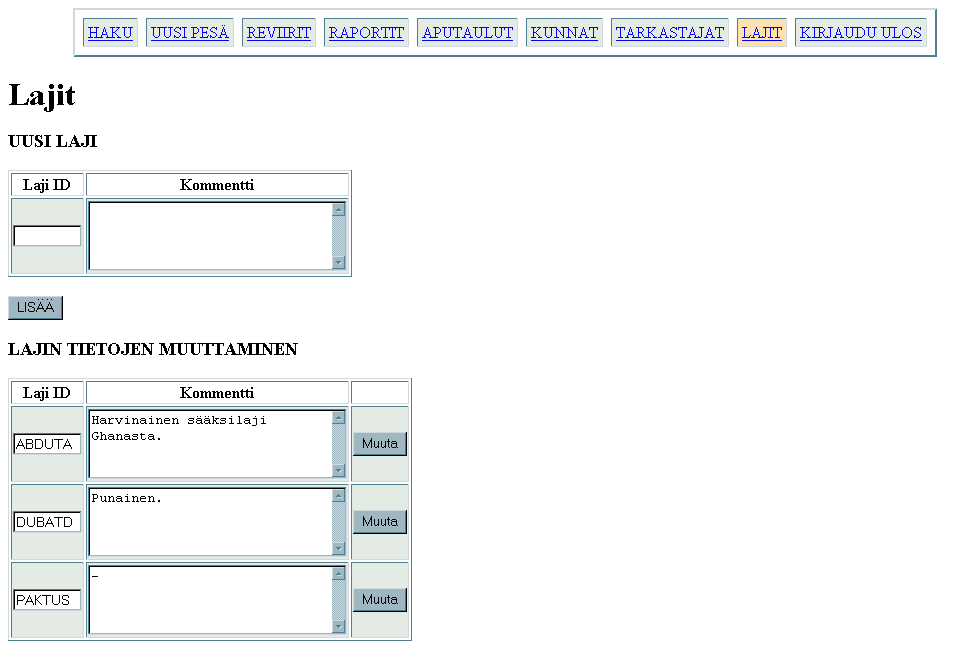 HAKU UUSI PESÄ REVIIRIT RAPORTIT APUTAULUT KUNNAT TARKASTAJAT LAJIT KIRJAUDU ULOS
Lajit
UUSI LAJI
Laji ID Kommentti
LISÄÄ
LAJIN TIETOJEN MUUTTAMINEN
Laji ID Kommentti
Harvinainen sääksilaji
Ghanasta.
ABDUTA Muuta
Punainen.
DUBATD Muuta
–
PAKTUS Muuta